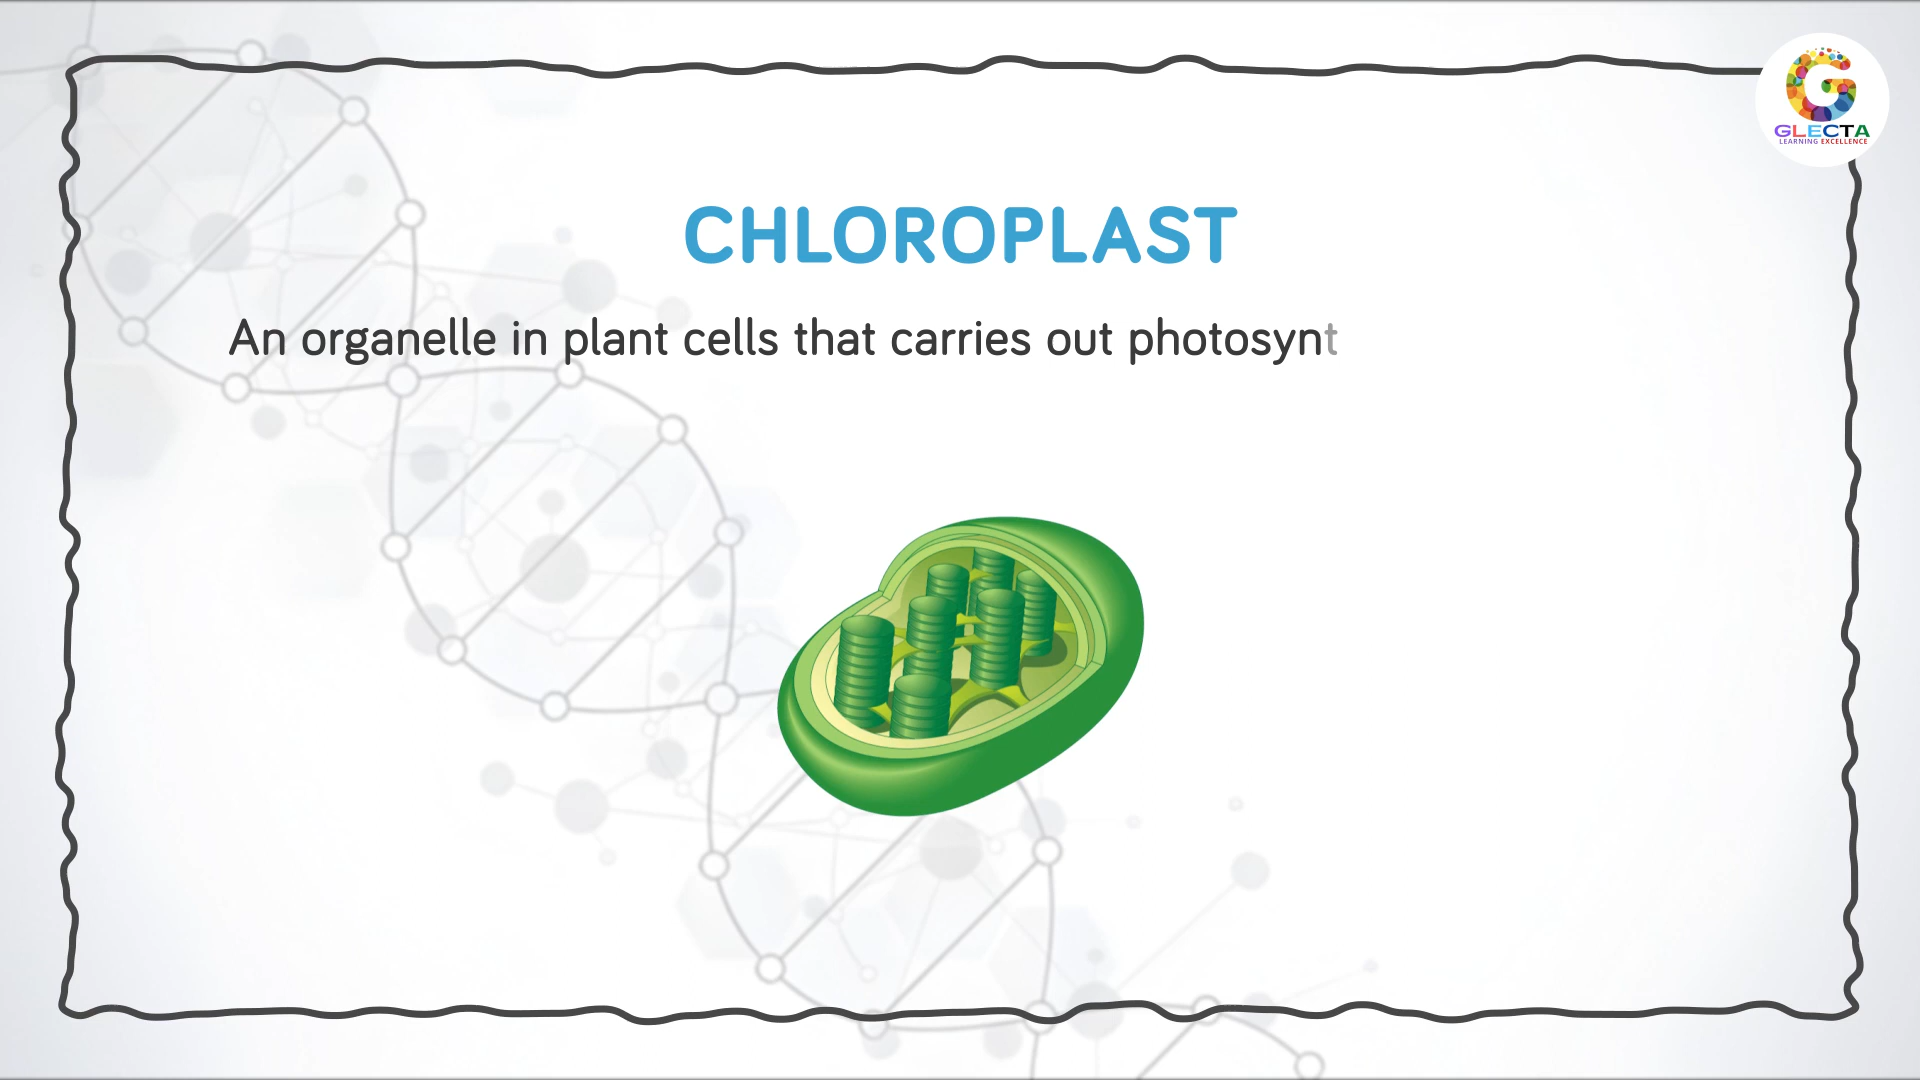 GLECTA
LEARNING EXCELLENCE
CHLOROPLAST
An organelle in plant cells that carries out photosynt